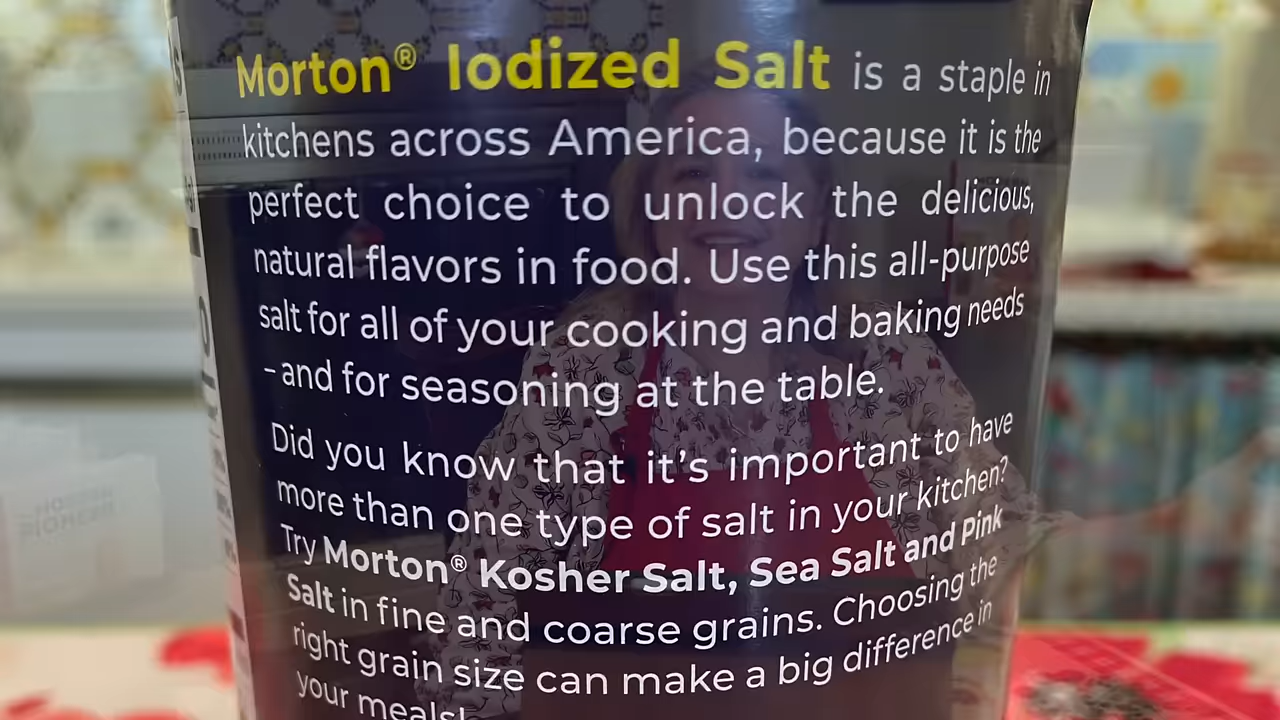 Morton® Iodized Salt is a staple in
kitchens across America, because it is the
perfect choice to unlock the delicious,
natural flavors in food. Use this all-purpose
salt for all of your cooking and baking needs
– and for seasoning at the table.
Did you know that it's important to have
more than one type of salt in your kitchen?
Try Morton® Kosher Salt, Sea Salt and Pink
Salt in fine and coarse grains. Choosing the
right grain size can make a big difference in
your meals!